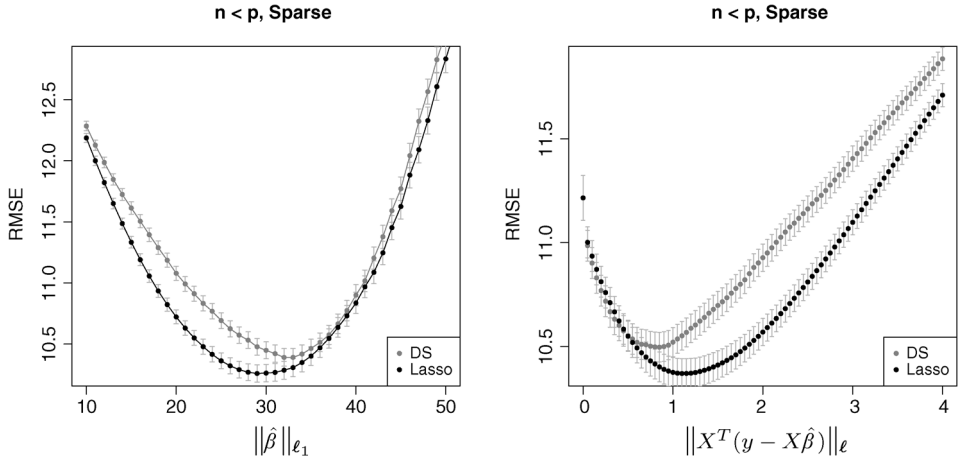 n < p, Sparse
RMSE
12.5
12.0
11.5
11.0
10.5
DS
Lasso
10 20 30 40 50
||β̂||ℓ₁
n < p, Sparse
RMSE
11.5
11.0
10.5
DS
Lasso
0 1 2 3 4
||X^T(y − Xβ̂)||ℓ